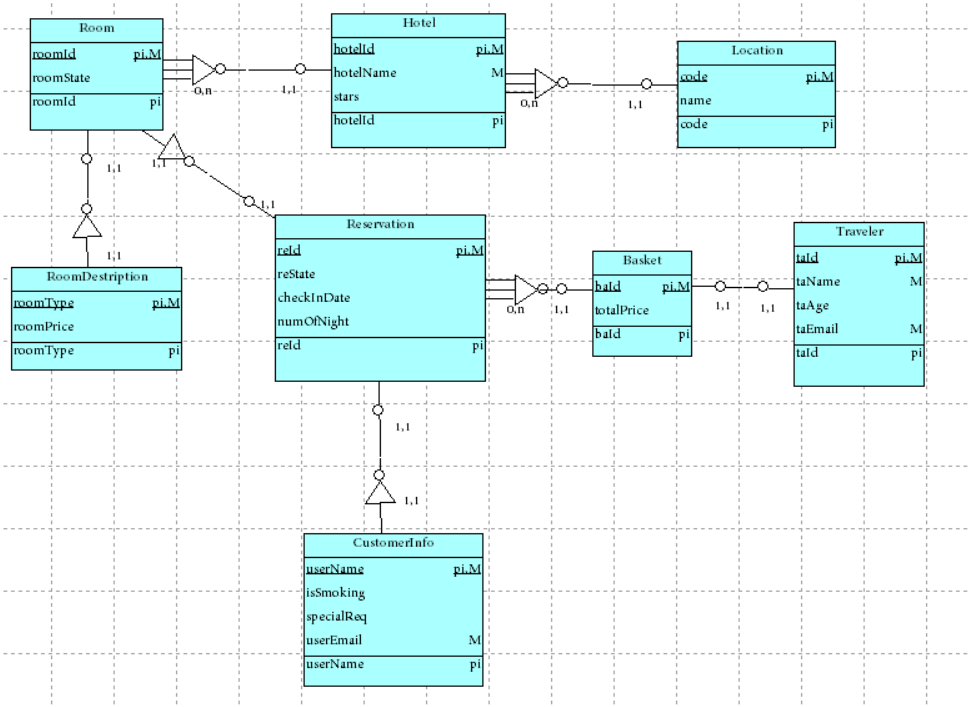 Room
roomId pi.M
roomState
roomId pi
0,n
1,1
Hotel
hotelId pi.M
hotelName M
stars
hotelId pi
0,n
1,1
Location
code pi.M
name
code pi
1,1
1,1
1,1
1,1
RoomDestription
roomType pi.M
roomPrice
roomType pi
Reservation
reId pi.M
reState
checkInDate
numOfNight
reId pi
0,n
1,1
Basket
baId pi.M
totalPrice
baId pi
1,1
1,1
Traveler
taId pi.M
taName M
taAge
taEmail M
taId pi
1,1
1,1
CustomerInfo
userName pi.M
isSmoking
specialReq
userEmail M
userName pi